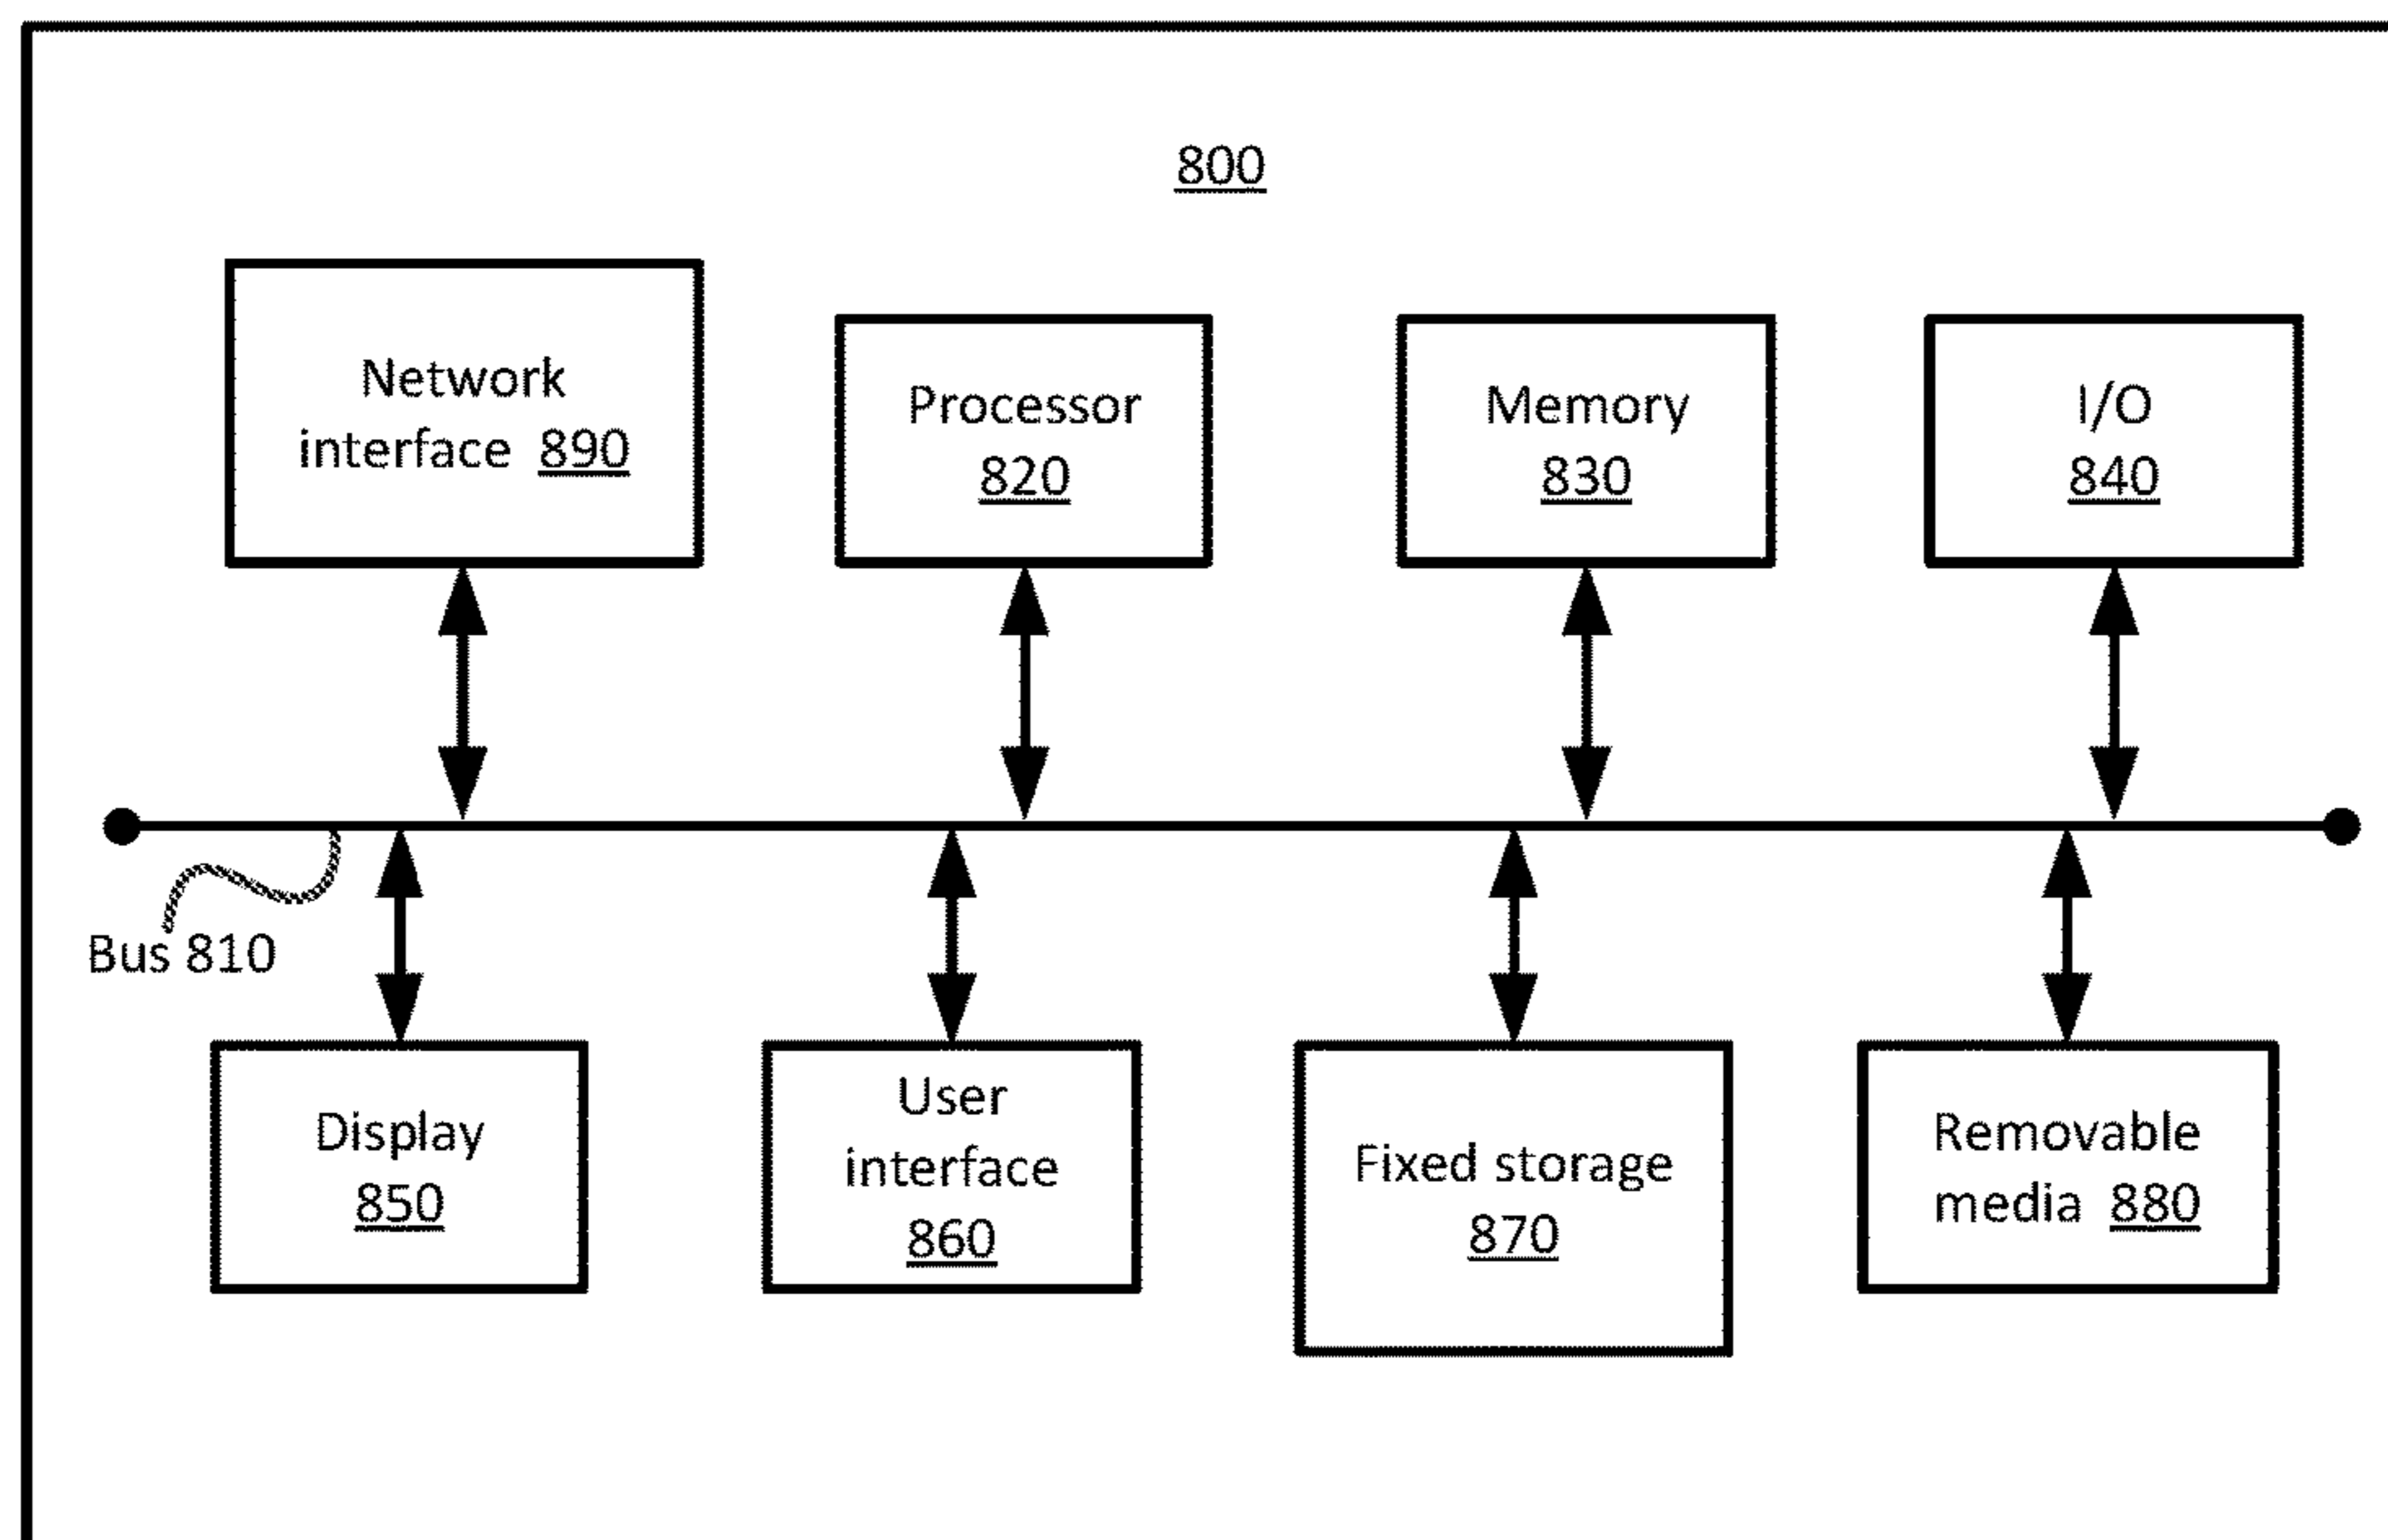 800
Network
interface 890
Processor
820
Memory
830
I/O
840
Bus 810
Display
850
User
interface
860
Fixed storage
870
Removable
media 880